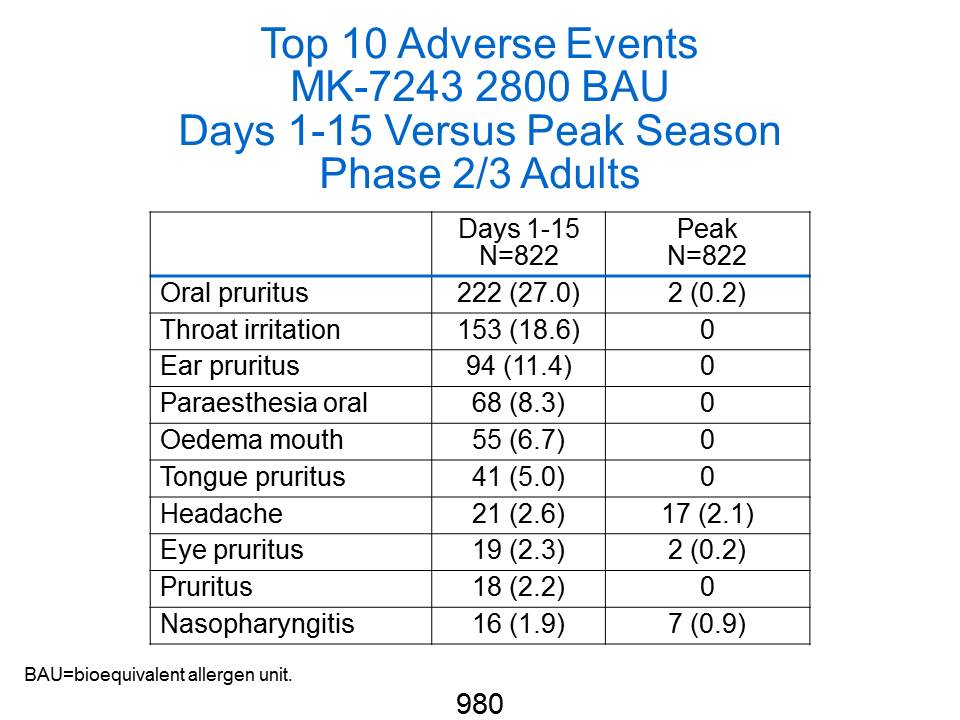 Top 10 Adverse Events
MK-7243 2800 BAU
Days 1-15 Versus Peak Season
Phase 2/3 Adults
Days 1-15 Peak
N=822 N=822
Oral pruritus 222 (27.0) 2 (0.2)
Throat irritation 153 (18.6) 0
Ear pruritus 94 (11.4) 0
Paraesthesia oral 68 (8.3) 0
Oedema mouth 55 (6.7) 0
Tongue pruritus 41 (5.0) 0
Headache 21 (2.6) 17 (2.1)
Eye pruritus 19 (2.3) 2 (0.2)
Pruritus 18 (2.2) 0
Nasopharyngitis 16 (1.9) 7 (0.9)
BAU=bioequivalent allergen unit.
980